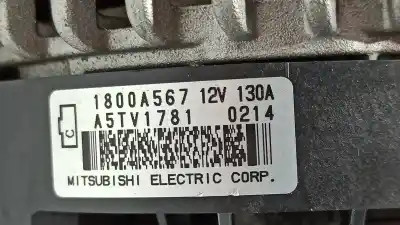 1800A567 12V 130A
C A5TV1781 0214
MITSUBISHI ELECTRIC CORP.